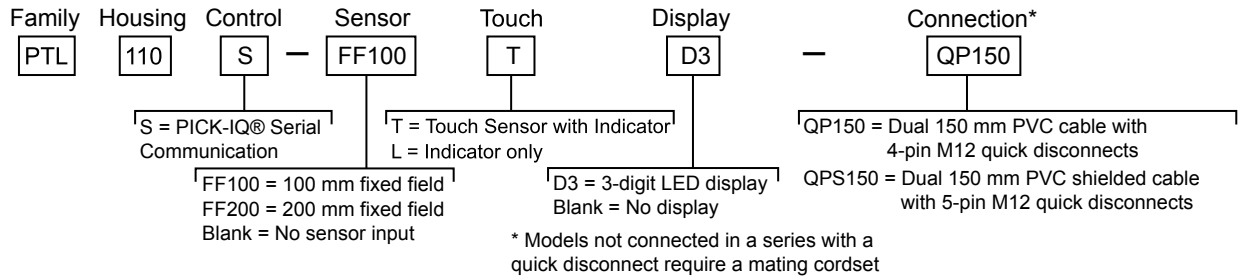 Family Housing Control Sensor Touch Display Connection*
PTL 110 S – FF100 T D3 – QP150
S = PICK-IQ® Serial
Communication
FF100 = 100 mm fixed field
FF200 = 200 mm fixed field
Blank = No sensor input
T = Touch Sensor with Indicator
L = Indicator only
D3 = 3-digit LED display
Blank = No display
QP150 = Dual 150 mm PVC cable with
4-pin M12 quick disconnects
QPS150 = Dual 150 mm PVC shielded cable
with 5-pin M12 quick disconnects
* Models not connected in a series with a
quick disconnect require a mating cordset